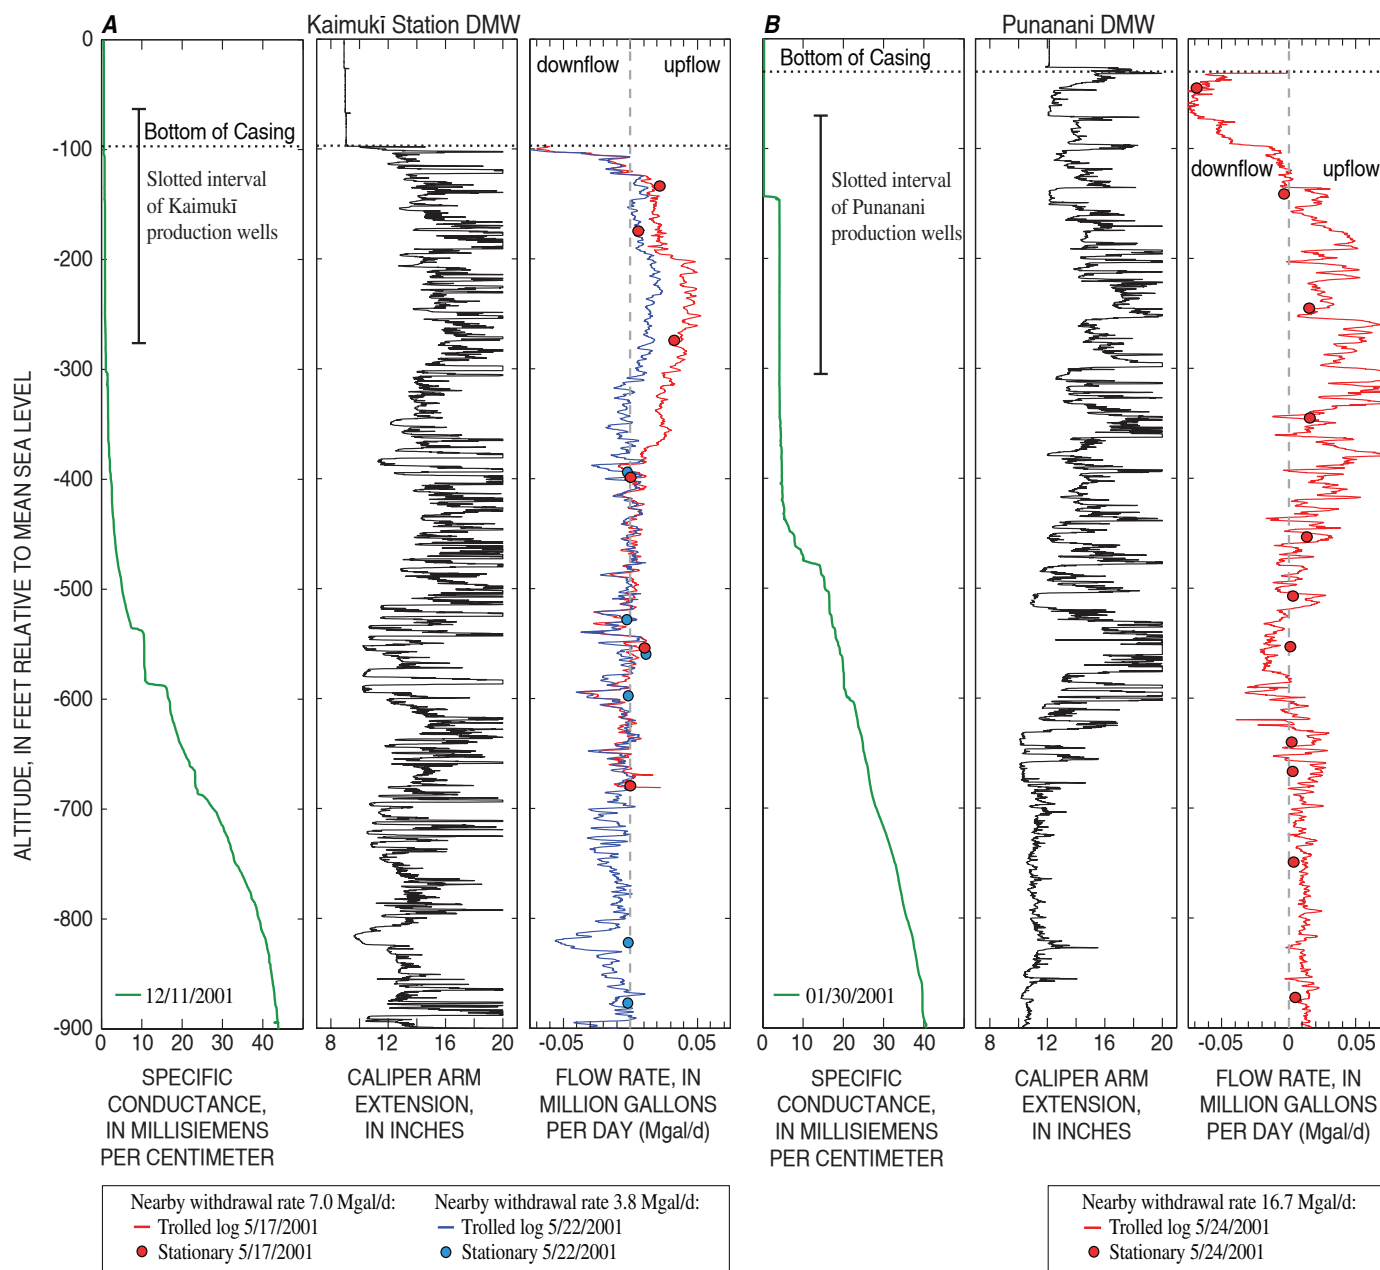 A
Kaimukī Station DMW
B
Punanani DMW
0
-100
-200
-300
-400
-500
-600
-700
-800
-900
ALTITUDE, IN FEET RELATIVE TO MEAN SEA LEVEL
Bottom of Casing
Slotted interval
of Kaimukī
production wells
12/11/2001
downflow
upflow
Bottom of Casing
Slotted interval
of Punanani
production wells
01/30/2001
downflow
upflow
0 10 20 30 40
8 12 16 20
-0.05 0 0.05
0 10 20 30 40
8 12 16 20
-0.05 0 0.05
SPECIFIC
CONDUCTANCE,
IN MILLISIEMENS
PER CENTIMETER
CALIPER ARM
EXTENSION,
IN INCHES
FLOW RATE, IN
MILLION GALLONS
PER DAY (Mgal/d)
SPECIFIC
CONDUCTANCE,
IN MILLISIEMENS
PER CENTIMETER
CALIPER ARM
EXTENSION,
IN INCHES
FLOW RATE, IN
MILLION GALLONS
PER DAY (Mgal/d)
Nearby withdrawal rate 7.0 Mgal/d:
Trolled log 5/17/2001
Stationary 5/17/2001
Nearby withdrawal rate 3.8 Mgal/d:
Trolled log 5/22/2001
Stationary 5/22/2001
Nearby withdrawal rate 16.7 Mgal/d:
Trolled log 5/24/2001
Stationary 5/24/2001